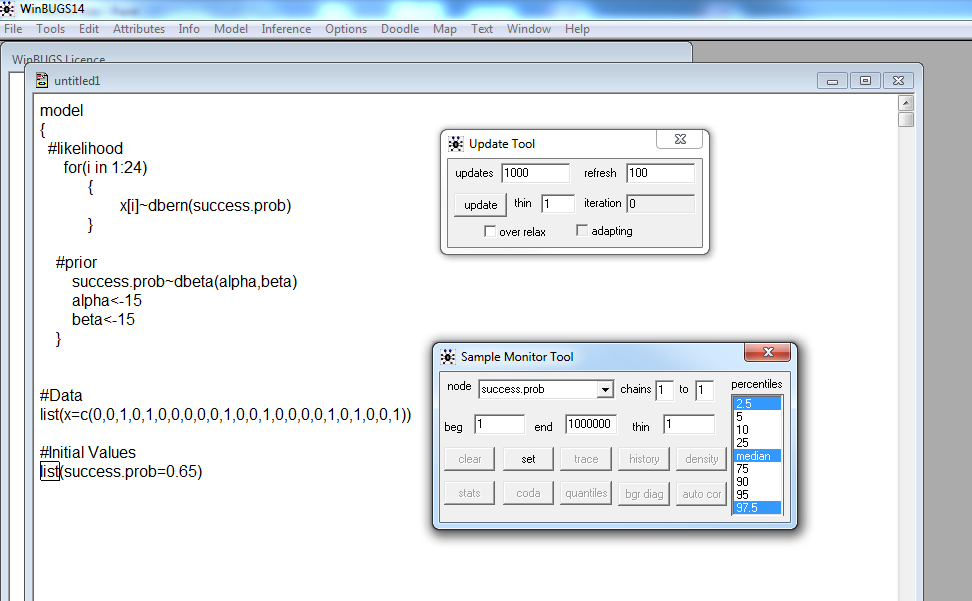 WinBUGS14
File Tools Edit Attributes Info Model Inference Options Doodle Map Text Window Help
WinBUGS Licence
untitled1
model
{
#likelihood
for(i in 1:24)
{
x[i]~dbern(success.prob)
}
#prior
success.prob~dbeta(alpha,beta)
alpha<-15
beta<-15
}
#Data
list(x=c(0,0,1,0,1,0,0,0,0,0,1,0,0,1,0,0,0,0,1,0,1,0,0,1))
#Initial Values
list(success.prob=0.65)
Update Tool
updates 1000 refresh 100
update thin 1 iteration 0
over relax adapting
Sample Monitor Tool
node success.prob chains 1 to 1 percentiles
beg 1 end 1000000 thin 1
clear set trace history density
stats coda quantiles bgr diag auto cor
2.5
5
10
25
median
75
90
95
97.5